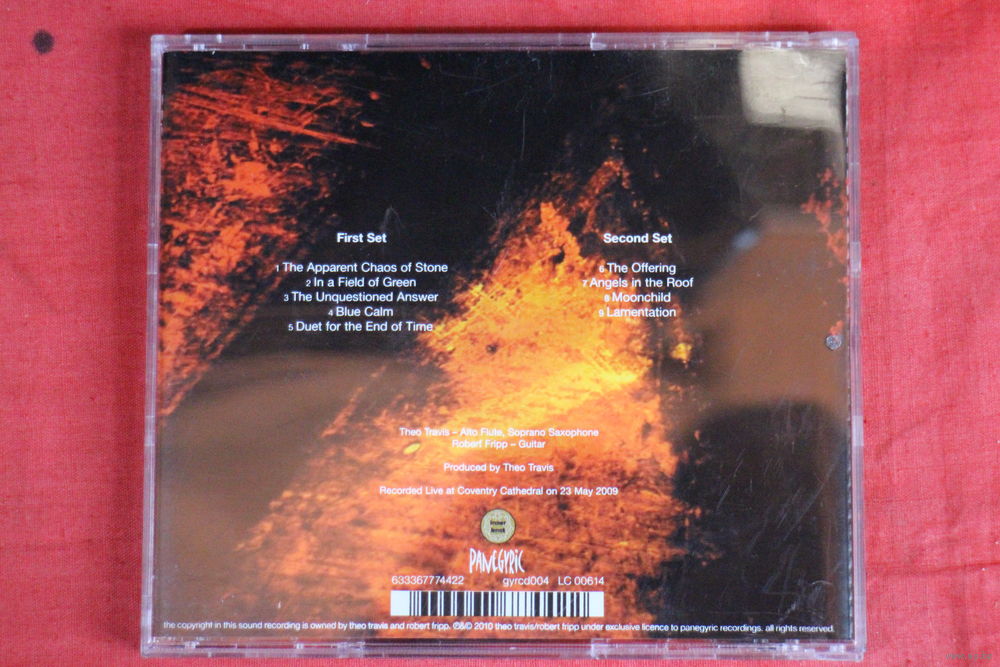 First Set
1 The Apparent Chaos of Stone
2 In a Field of Green
3 The Unquestioned Answer
4 Blue Calm
5 Duet for the End of Time
Second Set
6 The Offering
7 Angels in the Roof
8 Moonchild
9 Lamentation
Theo Travis – Alto Flute, Soprano Saxophone
Robert Fripp – Guitar
Produced by Theo Travis
Recorded Live at Coventry Cathedral on 23 May 2009
inner
knot
PANEGYRIC
633367774422 gyrcd004 LC 00614
the copyright in this sound recording is owned by theo travis and robert fripp. ℗&© 2010 theo travis/robert fripp under exclusive licence to panegyric recordings. all rights reserved.